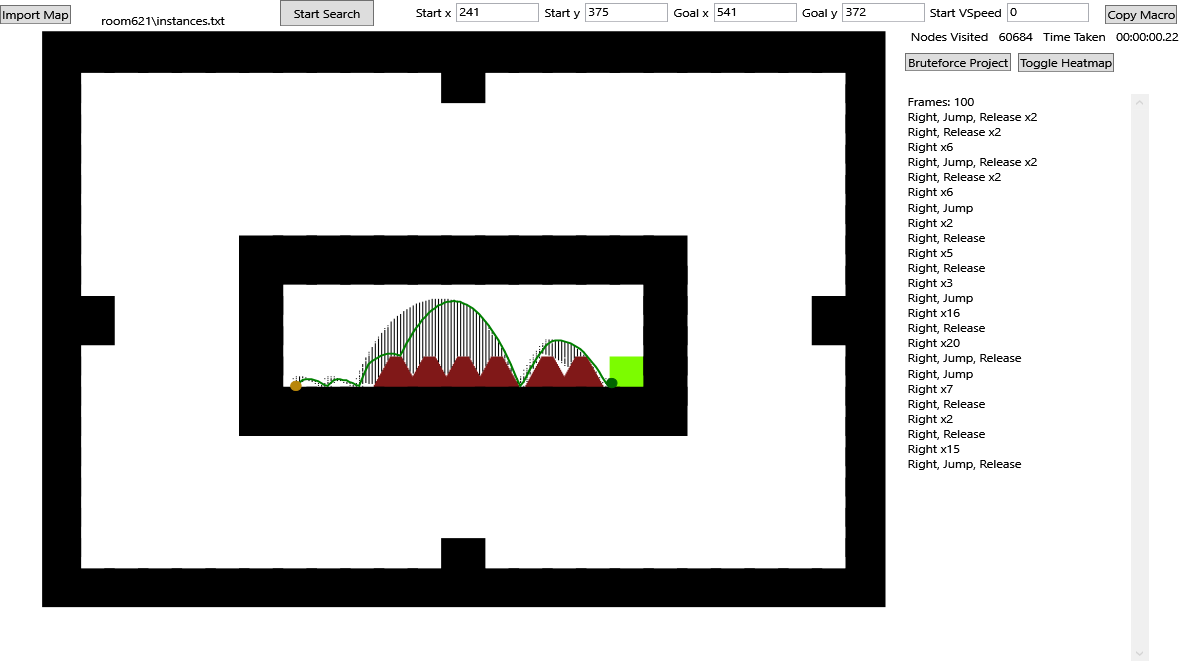 Import Map
room621\instances.txt
Start Search
Start x 241 Start y 375 Goal x 541 Goal y 372 Start VSpeed 0
Copy Macro
Nodes Visited 60684 Time Taken 00:00:00.22
Bruteforce Project Toggle Heatmap
Frames: 100
Right, Jump, Release x2
Right, Release x2
Right x6
Right, Jump, Release x2
Right, Release x2
Right x6
Right, Jump
Right x2
Right, Release
Right x5
Right, Release
Right x3
Right, Jump
Right x16
Right, Release
Right x20
Right, Jump, Release
Right, Jump
Right x7
Right, Release
Right x2
Right, Release
Right x15
Right, Jump, Release